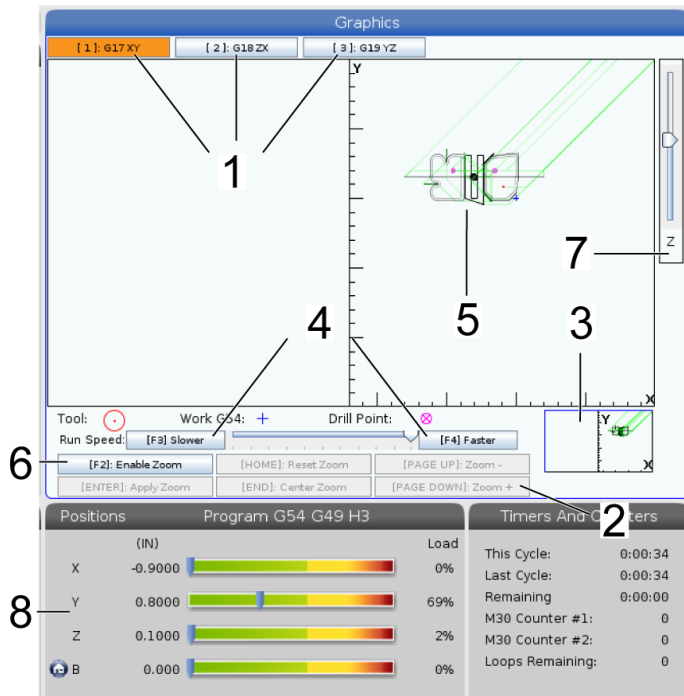 Graphics
[ 1 ]: G17 XY [ 2 ]: G18 ZX [ 3 ]: G19 YZ
Y
1
Z
7
5
4
3
X
Tool: Work G54: Drill Point:
Y
X
Run Speed: [F3] Slower [F4] Faster
6 [F2]: Enable Zoom [HOME]: Reset Zoom [PAGE UP]: Zoom -
[ENTER]: Apply Zoom [END]: Center Zoom [PAGE DOWN]: Zoom +
2
Positions Program G54 G49 H3
(IN) Load
X -0.9000 0%
8 Y 0.8000 69%
Z 0.1000 2%
B 0.000 0%
Timers And Counters
This Cycle: 0:00:34
Last Cycle: 0:00:34
Remaining 0:00:00
M30 Counter #1: 0
M30 Counter #2: 0
Loops Remaining: 0